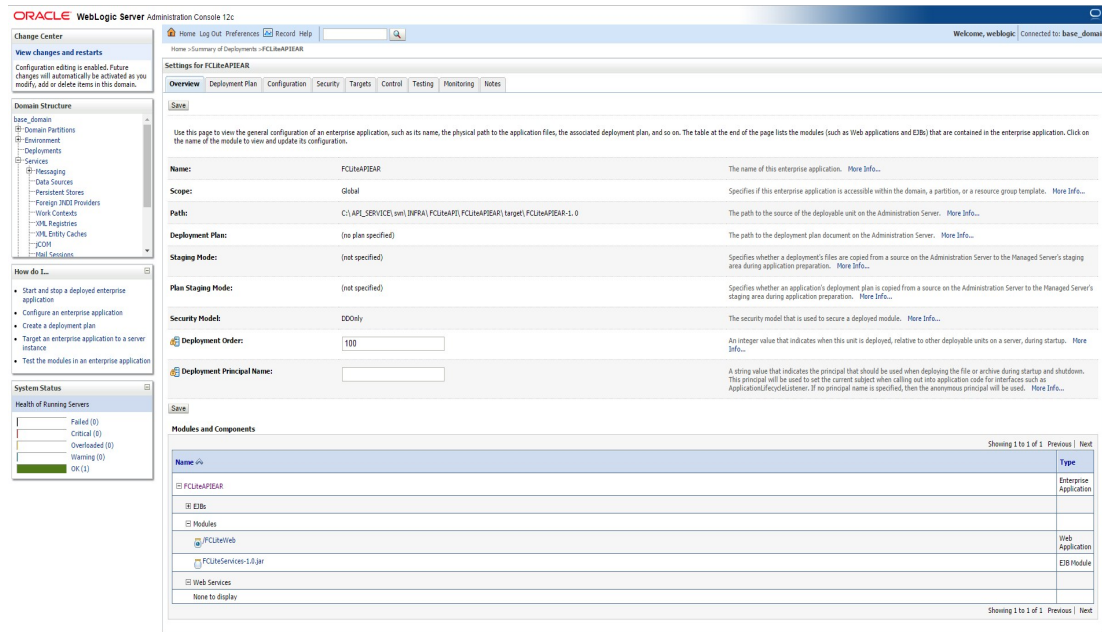 ORACLE WebLogic Server Administration Console 12c
Change Center
View changes and restarts
Configuration editing is enabled. Future
changes will automatically be activated as you
modify, add or delete items in this domain.
Domain Structure
base_domain
Domain Partitions
Environment
Deployments
Services
Messaging
Data Sources
Persistent Stores
Foreign JNDI Providers
Work Contexts
XML Registries
XML Entity Caches
jCOM
Mail Sessions
How do I...
Start and stop a deployed enterprise
application
Configure an enterprise application
Create a deployment plan
Target an enterprise application to a server
instance
Test the modules in an enterprise application
System Status
Health of Running Servers
Failed (0)
Critical (0)
Overloaded (0)
Warning (0)
OK (1)
Home Log Out Preferences Record Help
Welcome, weblogic Connected to: base_domai
Home >Summary of Deployments >FCLiteAPIEAR
Settings for FCLiteAPIEAR
Overview Deployment Plan Configuration Security Targets Control Testing Monitoring Notes
Save
Use this page to view the general configuration of an enterprise application, such as its name, the physical path to the application files, the associated deployment plan, and so on. The table at the end of the page lists the modules (such as Web applications and EJBs) that are contained in the enterprise application. Click on
the name of the module to view and update its configuration.
Name: FCLiteAPIEAR The name of this enterprise application. More Info...
Scope: Global Specifies if this enterprise application is accessible within the domain, a partition, or a resource group template. More Info...
Path: C:\ API_SERVICE\ svn\ INFRA\ FCLiteAPI\ FCLiteAPIEAR\ target\ FCLiteAPIEAR-1. 0 The path to the source of the deployable unit on the Administration Server. More Info...
Deployment Plan: (no plan specified) The path to the deployment plan document on the Administration Server. More Info...
Staging Mode: (not specified) Specifies whether a deployment's files are copied from a source on the Administration Server to the Managed Server's staging
area during application preparation. More Info...
Plan Staging Mode: (not specified) Specifies whether an application's deployment plan is copied from a source on the Administration Server to the Managed Server's
staging area during application preparation. More Info...
Security Model: DDOnly The security model that is used to secure a deployed module. More Info...
Deployment Order: 100 An integer value that indicates when this unit is deployed, relative to other deployable units on a server, during startup. More
Info...
Deployment Principal Name: A string value that indicates the principal that should be used when deploying the file or archive during startup and shutdown.
This principal will be used to set the current subject when calling out into application code for interfaces such as
ApplicationLifecycleListener. If no principal name is specified, then the anonymous principal will be used. More Info...
Save
Modules and Components
Showing 1 to 1 of 1 Previous | Next
Name Type
FCLiteAPIEAR Enterprise
Application
EJBs
Modules
/FCLiteWeb Web
Application
FCLiteServices-1.0.jar EJB Module
Web Services
None to display
Showing 1 to 1 of 1 Previous | Next